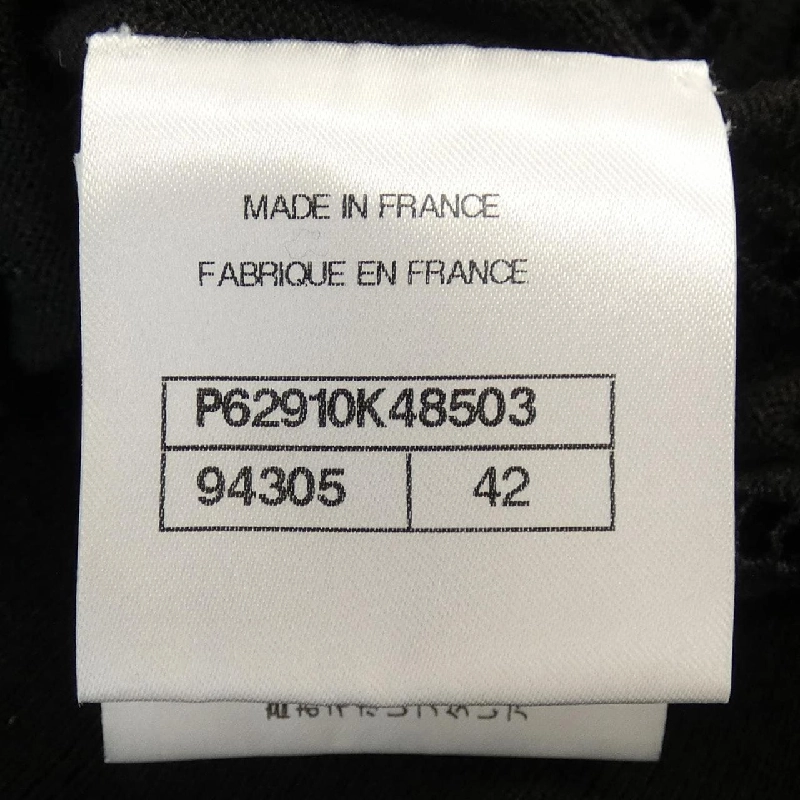 MADE IN FRANCE
FABRIQUE EN FRANCE
P62910K48503
94305 42